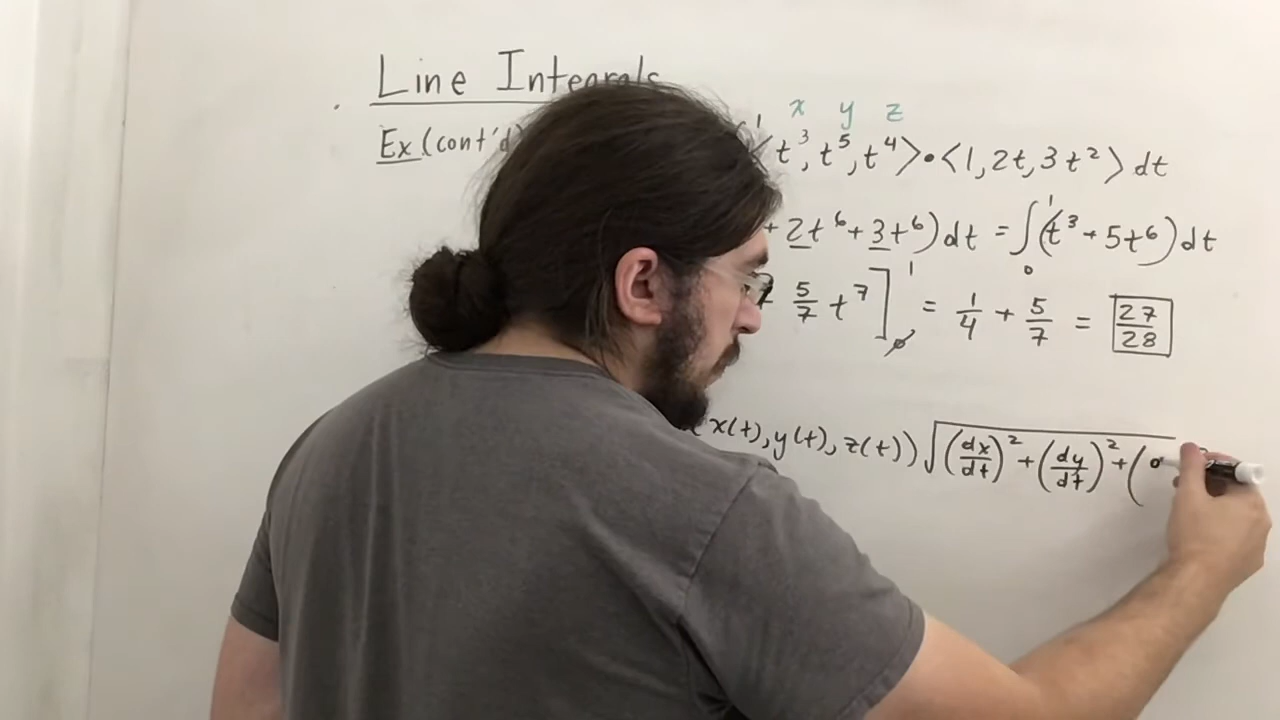 Line Integrals
x y z
Ex (cont'd) ⟨t³, t⁵, t⁴⟩ • ⟨1, 2t, 3t²⟩ dt
+ 2t⁶ + 3t⁶) dt = ∫₀¹ (t³ + 5t⁶) dt
5/7 t⁷ ]₀¹ = 1/4 + 5/7 = 27/28
x(t), y(t), z(t)) √(dx/dt)² + (dy/dt)² + (